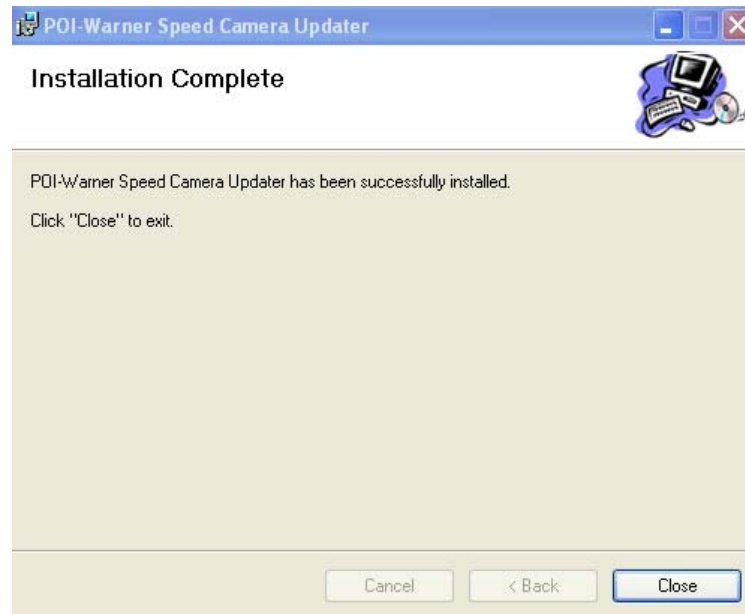 POI-Warner Speed Camera Updater
Installation Complete
POI-Warner Speed Camera Updater has been successfully installed.
Click "Close" to exit.
Cancel
< Back
Close